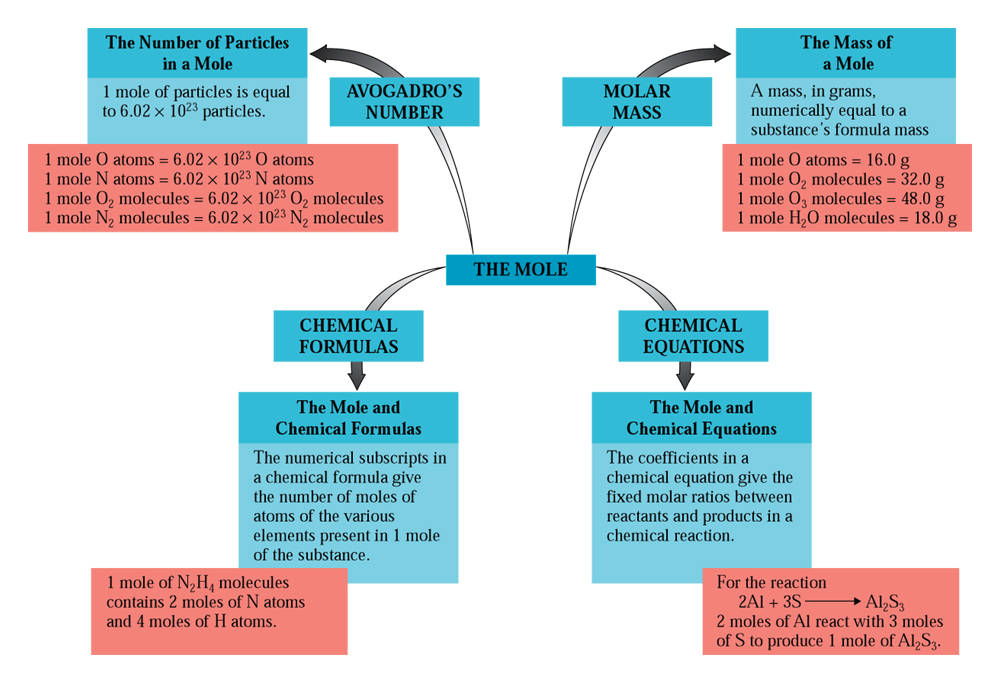 The Number of Particles
in a Mole
1 mole of particles is equal
to 6.02 × 10²³ particles.
1 mole O atoms = 6.02 × 10²³ O atoms
1 mole N atoms = 6.02 × 10²³ N atoms
1 mole O₂ molecules = 6.02 × 10²³ O₂ molecules
1 mole N₂ molecules = 6.02 × 10²³ N₂ molecules
AVOGADRO’S
NUMBER
MOLAR
MASS
The Mass of
a Mole
A mass, in grams,
numerically equal to a
substance’s formula mass
1 mole O atoms = 16.0 g
1 mole O₂ molecules = 32.0 g
1 mole O₃ molecules = 48.0 g
1 mole H₂O molecules = 18.0 g
THE MOLE
CHEMICAL
FORMULAS
The Mole and
Chemical Formulas
The numerical subscripts in
a chemical formula give
the number of moles of
atoms of the various
elements present in 1 mole
of the substance.
1 mole of N₂H₄ molecules
contains 2 moles of N atoms
and 4 moles of H atoms.
CHEMICAL
EQUATIONS
The Mole and
Chemical Equations
The coefficients in a
chemical equation give the
fixed molar ratios between
reactants and products in a
chemical reaction.
For the reaction
2Al + 3S ⟶ Al₂S₃
2 moles of Al react with 3 moles
of S to produce 1 mole of Al₂S₃.